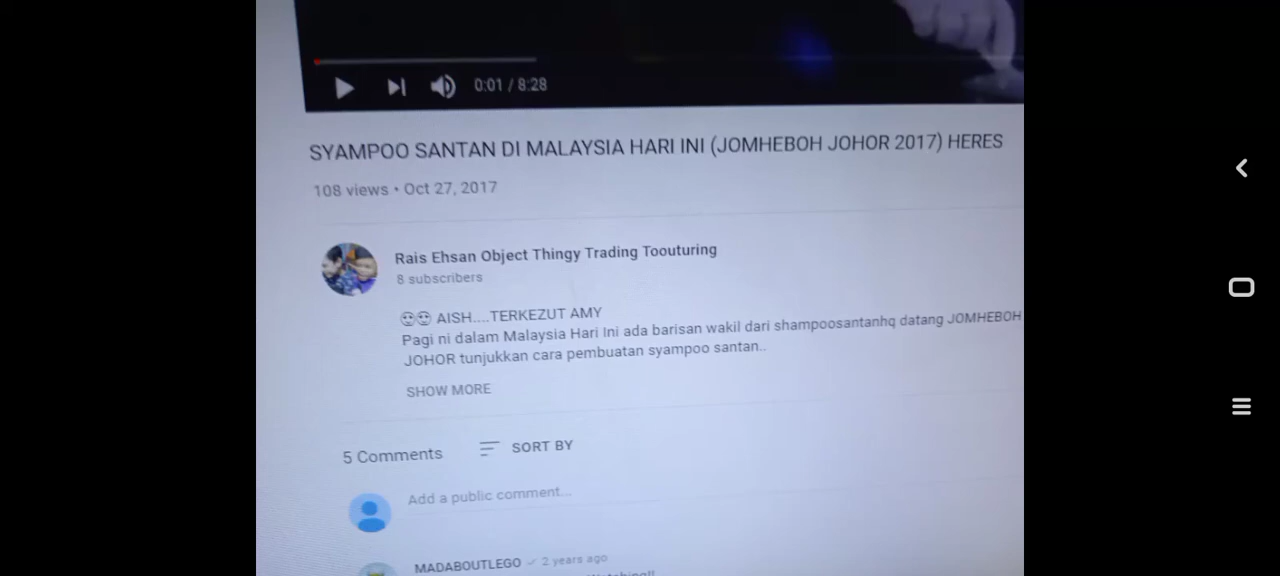 0:01 / 8:28
SYAMPOO SANTAN DI MALAYSIA HARI INI (JOMHEBOH JOHOR 2017) HERES
108 views • Oct 27, 2017
Rais Ehsan Object Thingy Trading Toouturing
8 subscribers
AISH....TERKEZUT AMY
Pagi ni dalam Malaysia Hari Ini ada barisan wakil dari shampoosantanhq datang JOMHEBOH
JOHOR tunjukkan cara pembuatan syampoo santan..
SHOW MORE
5 Comments SORT BY
Add a public comment...
MADABOUTLEGO 2 years ago